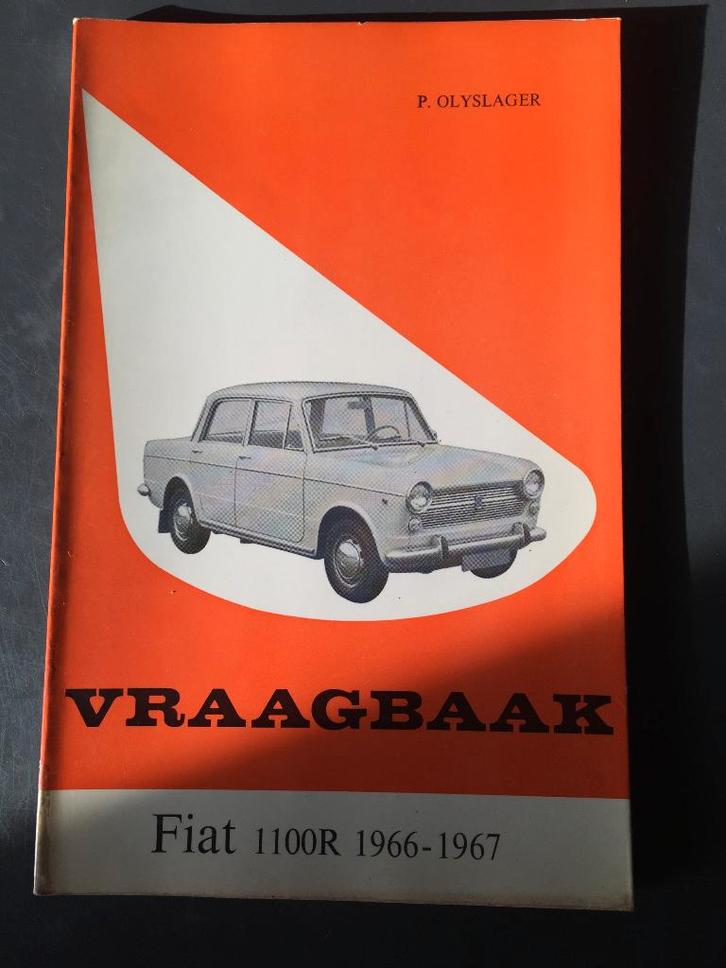 P. OLYSLAGER
VRAAGBAAK
Fiat 1100R 1966-1967